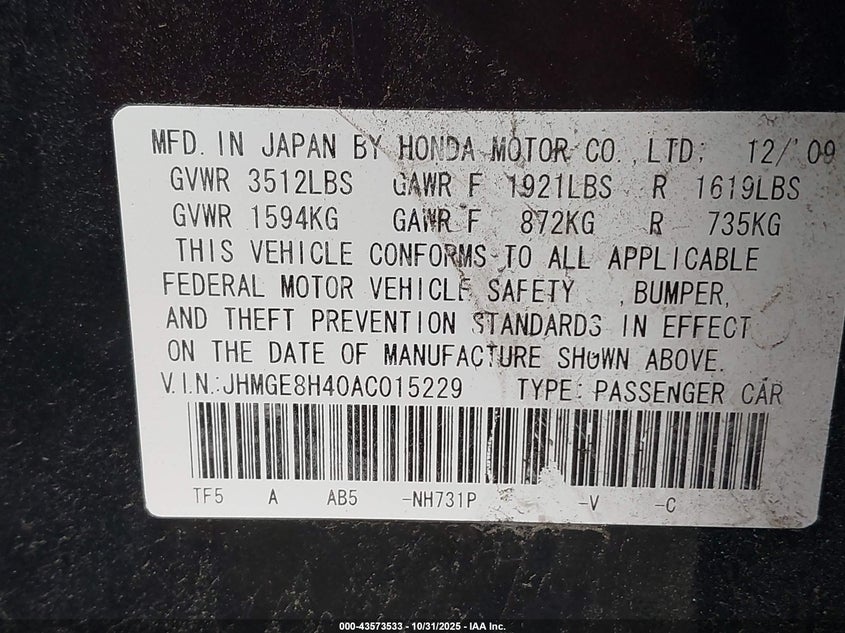 MFD. IN JAPAN BY HONDA MOTOR CO., LTD; 12/'09
GVWR 3512LBS GAWR F 1921LBS R 1619LBS
GVWR 1594KG GAWR F 872KG R 735KG
THIS VEHICLE CONFORMS TO ALL APPLICABLE
FEDERAL MOTOR VEHICLE SAFETY , BUMPER,
AND THEFT PREVENTION STANDARDS IN EFFECT
ON THE DATE OF MANUFACTURE SHOWN ABOVE.
V.I.N.:JHMGE8H40AC015229 TYPE: PASSENGER CAR
TF5 A AB5 -NH731P -V -C
000-43573533 - 10/31/2025 - IAA Inc.